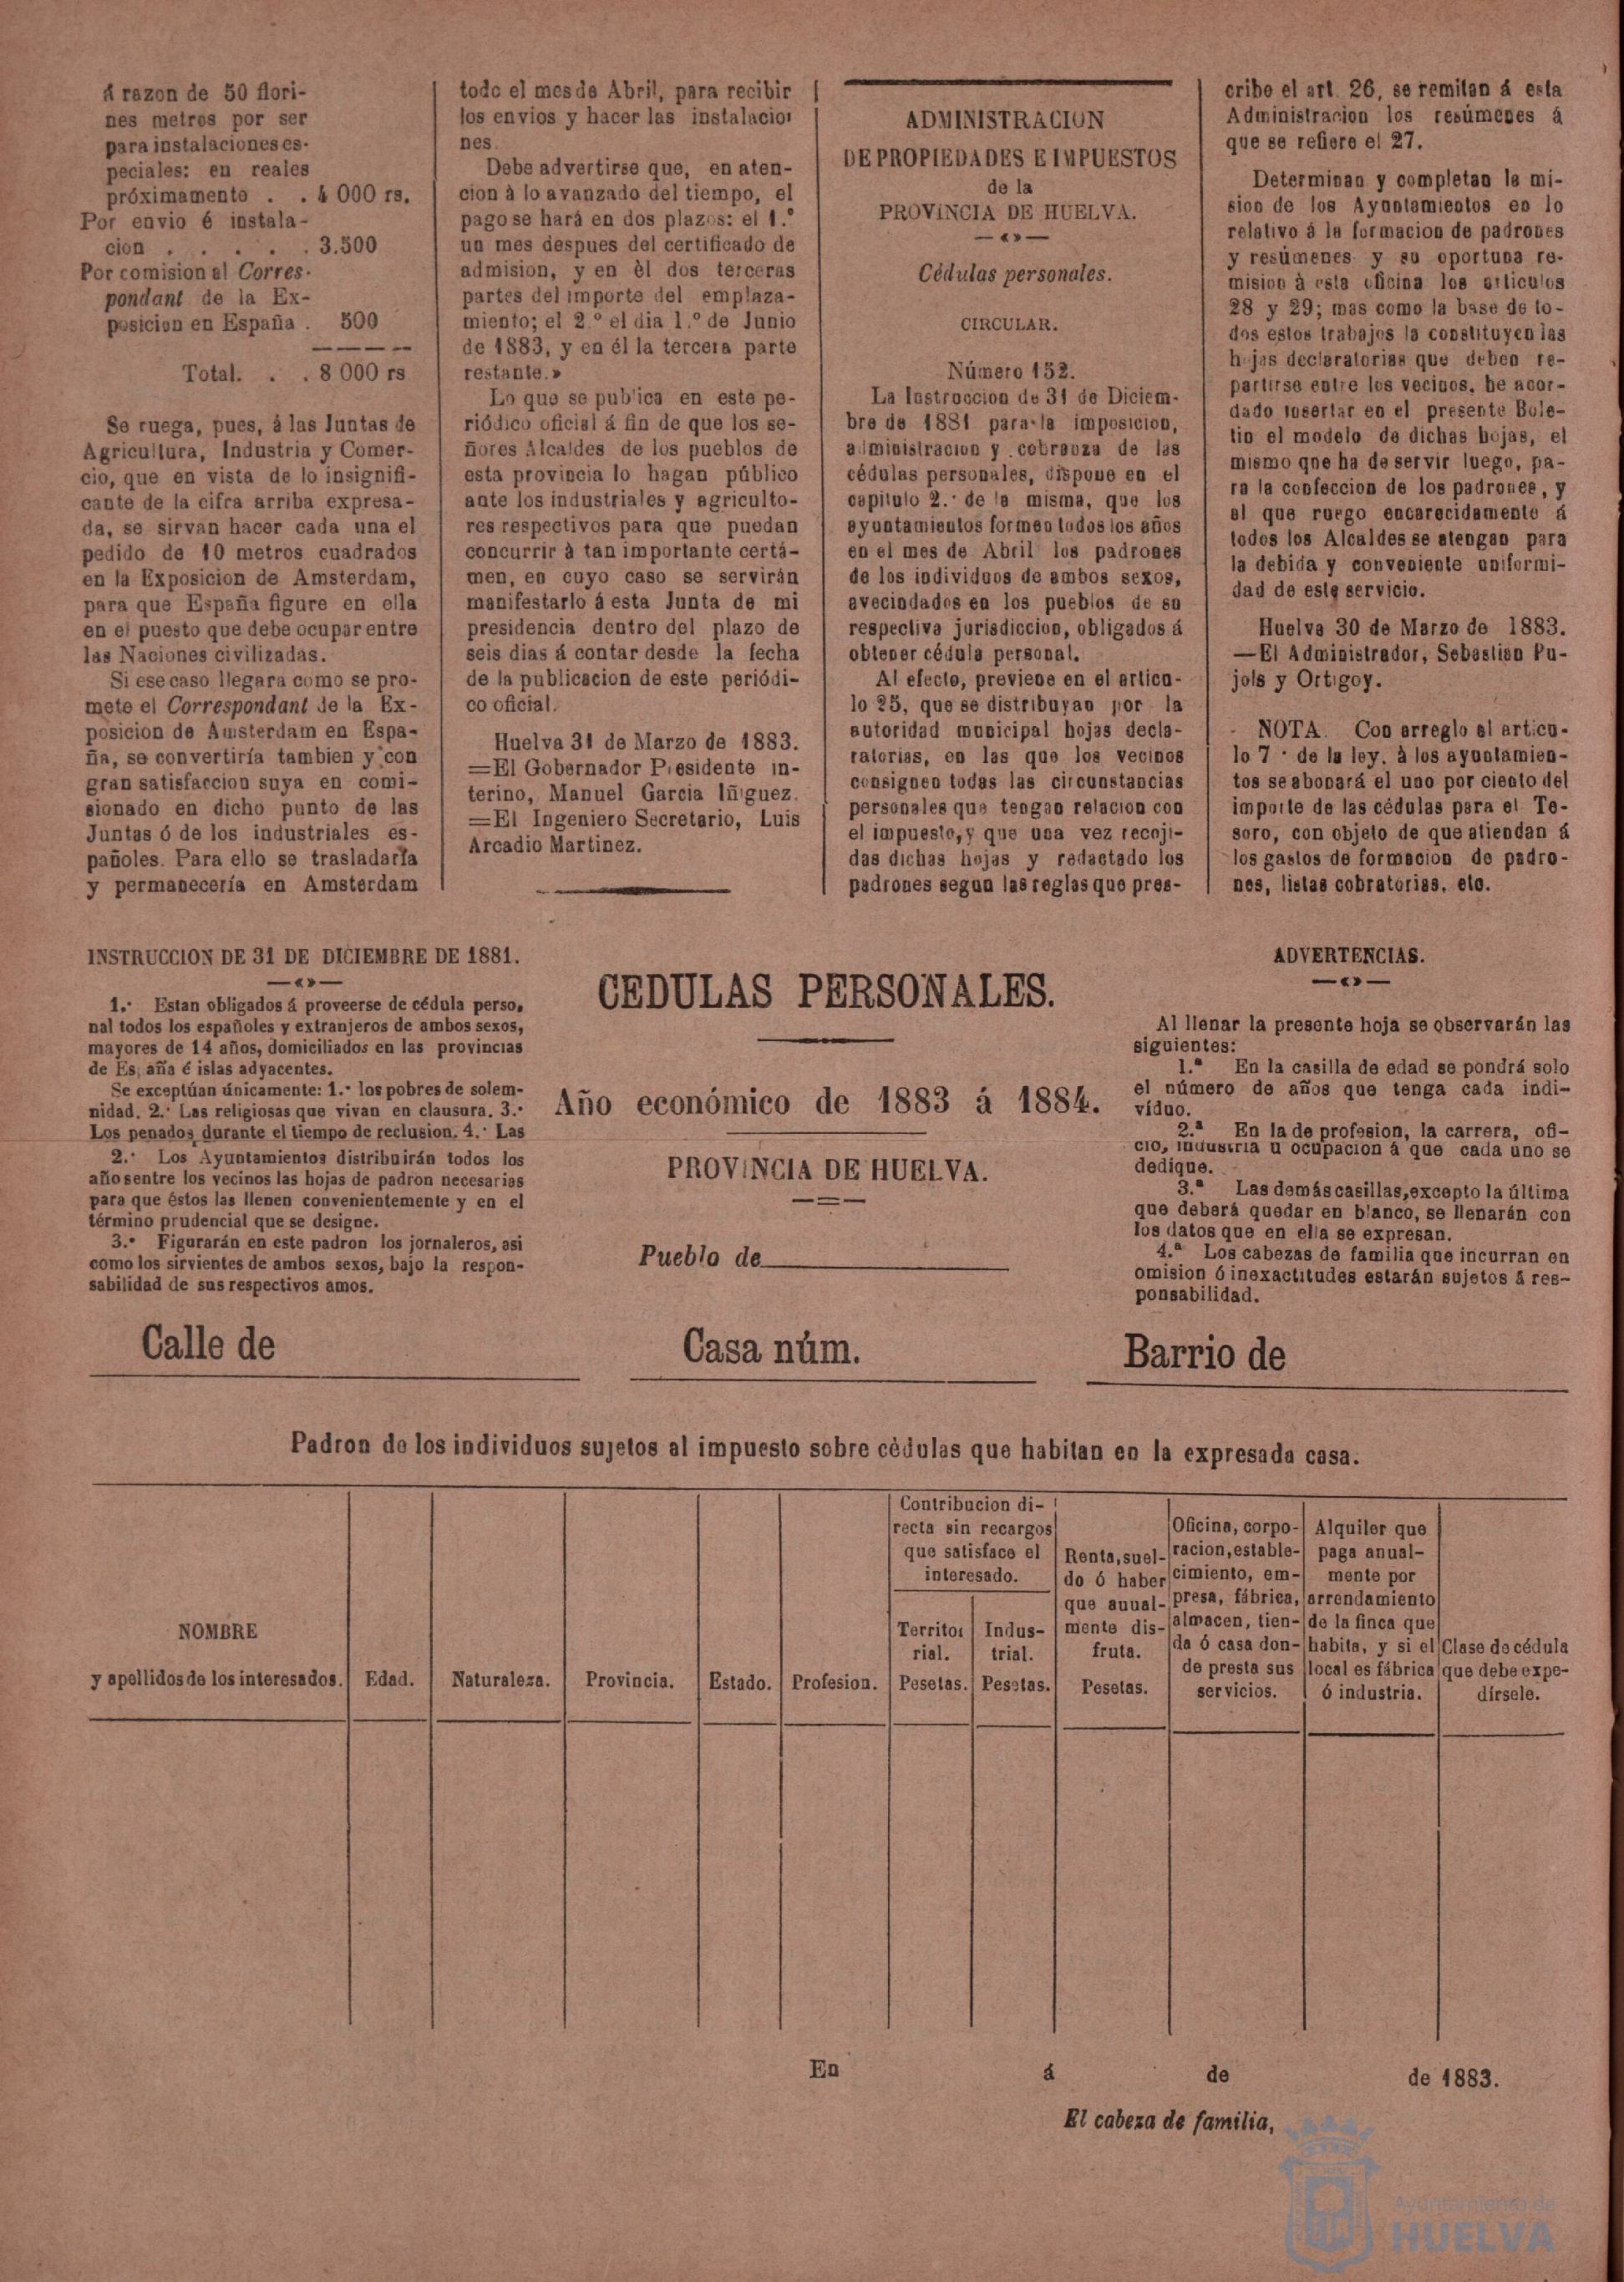 á razon de 50 flori-
nes metros por ser
para instalaciones es-
peciales: en reales
próximamente . . 4 000 rs.
Por envio é instala-
cion . . . . . . 3.500
Por comision al Corres-
pondant de la Ex-
posicion en España . 500
Total. . . 8 000 rs
Se ruega, pues, á las Juntas de
Agricultura, Industria y Comer-
cio, que en vista de lo insignifi-
cante de la cifra arriba expresa-
da, se sirvan hacer cada una el
pedido de 10 metros cuadrados
en la Exposicion de Amsterdam,
para que España figure en ella
en el puesto que debe ocupar entre
las Naciones civilizadas.
Si ese caso llegara como se pro-
mete el Correspondant de la Ex-
posicion de Amsterdam en Espa-
ña, se convertiría tambien y con
gran satisfaccion suya en comi-
sionado en dicho punto de las
Juntas ó de los industriales es-
pañoles. Para ello se trasladaría
y permanecería en Amsterdam
todo el mes de Abril, para recibir
los envios y hacer las instalacio
nes.
Debe advertirse que, en aten-
cion à lo avanzado del tiempo, el
pago se hará en dos plazos: el 1.º
un mes despues del certificado de
admision, y en èl dos terceras
partes del importe del emplaza-
miento; el 2.º el dia 1.º de Junio
de 1883, y en él la tercera parte
restante.»
Lo que se publica en este pe-
riódico oficial á fin de que los se-
ñores Alcaldes de los pueblos de
esta provincia lo hagan público
ante los industriales y agriculto-
res respectivos para que puedan
concurrir à tan importante certá-
men, en cuyo caso se servirán
manifestarlo á esta Junta de mi
presidencia dentro del plazo de
seis dias á contar desde la fecha
de la publicacion de este periódi-
co oficial.
Huelva 31 de Marzo de 1883.
=El Gobernador Presidente in-
terino, Manuel Garcia Iñiguez.
=El Ingeniero Secretario, Luis
Arcadio Martinez.
ADMINISTRACION
DE PROPIEDADES E IMPUESTOS
de la
PROVINCIA DE HUELVA.
—«»—
Cédulas personales.
CIRCULAR.
Número 152.
La Instruccion de 31 de Diciem-
bre de 1881 para la imposicion,
administracion y cobranza de las
cédulas personales, dispone en el
capitulo 2.º de la misma, que los
ayuntamientos formen todos los años
en el mes de Abril los padrones
de los individuos de ambos sexos,
avecindados en los pueblos de su
respectiva jurisdiccion, obligados á
obtener cédula personal.
Al efecto, previene en el artícu-
lo 25, que se distribuyan por la
autoridad municipal hojas decla-
ratorias, en las que los vecinos
consignen todas las circunstancias
personales que tengan relacion con
el impuesto, y que una vez recoji-
das dichas hojas y redactado los
padrones segun las reglas que pres-
cribe el art. 26, se remitan á esta
Administracion los resúmenes á
que se refiere el 27.
Determinan y completan la mi-
sion de los Ayuntamientos en lo
relativo á la formacion de padrones
y resúmenes y su oportuna re-
mision à esta oficina los articulos
28 y 29; mas como la base de to-
dos estos trabajos la constituyen las
hojas declaratorias que deben re-
partirse entre los vecinos, he acor-
dado insertar en el presente Bole-
tin el modelo de dichas hojas, el
mismo que ha de servir luego, pa-
ra la confeccion de los padrones, y
al que ruego encarecidamente á
todos los Alcaldes se atengan para
la debida y conveniente uniformi-
dad de este servicio.
Huelva 30 de Marzo de 1883.
—El Administrador, Sebastian Pu-
jols y Ortigoy.
NOTA. Con arreglo al artícu-
lo 7 º de la ley, à los ayuntamien-
tos se abonará el uno por ciento del
importe de las cédulas para el Te-
soro, con objeto de que atiendan á
los gastos de formacion de padro-
nes, listas cobratorias, etc.
INSTRUCCION DE 31 DE DICIEMBRE DE 1881.
—«»—
1.º Estan obligados á proveerse de cédula perso,
nal todos los españoles y extranjeros de ambos sexos,
mayores de 14 años, domiciliados en las provincias
de España é islas adyacentes.
Se exceptúan únicamente: 1.º los pobres de solem-
nidad. 2.º Las religiosas que vivan en clausura. 3.º
Los penados durante el tiempo de reclusion. 4.º Las
2.º Los Ayuntamientos distribuirán todos los
años entre los vecinos las hojas de padron necesarias
para que éstos las llenen convenientemente y en el
término prudencial que se designe.
3.º Figurarán en este padron los jornaleros, asi
como los sirvientes de ambos sexos, bajo la respon-
sabilidad de sus respectivos amos.
CEDULAS PERSONALES.
Año económico de 1883 á 1884.
PROVINCIA DE HUELVA.
Pueblo de
ADVERTENCIAS.
—«»—
Al llenar la presente hoja se observarán las
siguientes:
1.ª En la casilla de edad se pondrá solo
el número de años que tenga cada indi-
víduo.
2.ª En la de profesion, la carrera, ofi-
cio, industria ú ocupacion á que cada uno se
dedique.
3.ª Las demás casillas, excepto la última
que deberá quedar en blanco, se llenarán con
los datos que en ella se expresan.
4.ª Los cabezas de familia que incurran en
omision ó inexactitudes estarán sujetos á res-
ponsabilidad.
Calle de
Casa núm.
Barrio de
Padron de los individuos sujetos al impuesto sobre cèdulas que habitan en la expresada casa.
NOMBRE
y apellidos de los interesados.
Edad.
Naturaleza.
Provincia.
Estado.
Profesion.
Contribucion di-
recta sin recargos
que satisface el
interesado.
Territo
rial.
Pesetas.
Indus-
trial.
Pesetas.
Renta, suel-
do ó haber
que anual-
mente dis-
fruta.
Pesetas.
Oficina, corpo-
racion, estable-
cimiento, em-
presa, fábrica,
almacen, tien-
da ó casa don-
de presta sus
servicios.
Alquiler que
paga anual-
mente por
arrendamiento
de la finca que
habita, y si el
local es fábrica
ó industria.
Clase de cédula
que debe expe-
dírsele.
En á de de 1883.
El cabeza de familia,
Ayuntamiento de
HUELVA